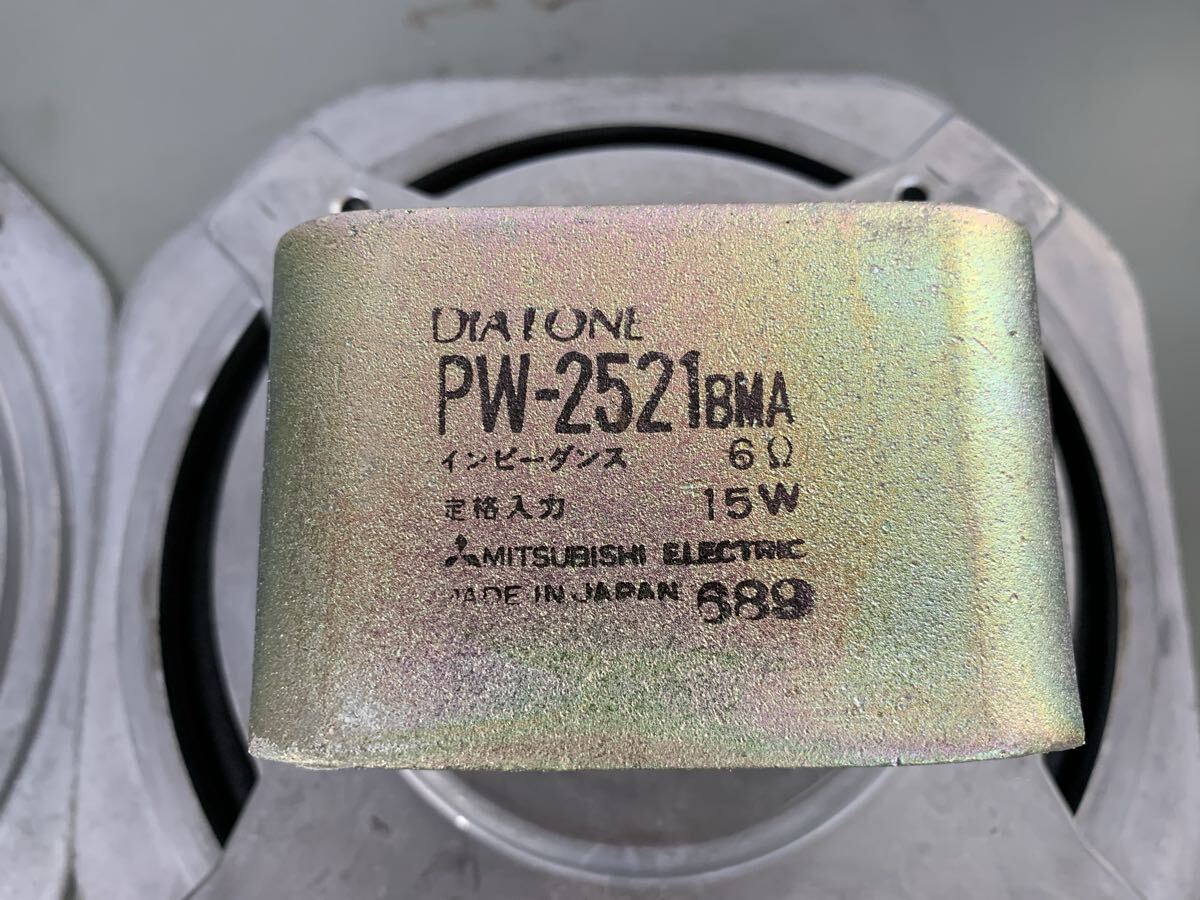 DIATONE
PW-2521BMA
インピーダンス 6Ω
定格入力 15W
MITSUBISHI ELECTRIC
MADE IN JAPAN 689